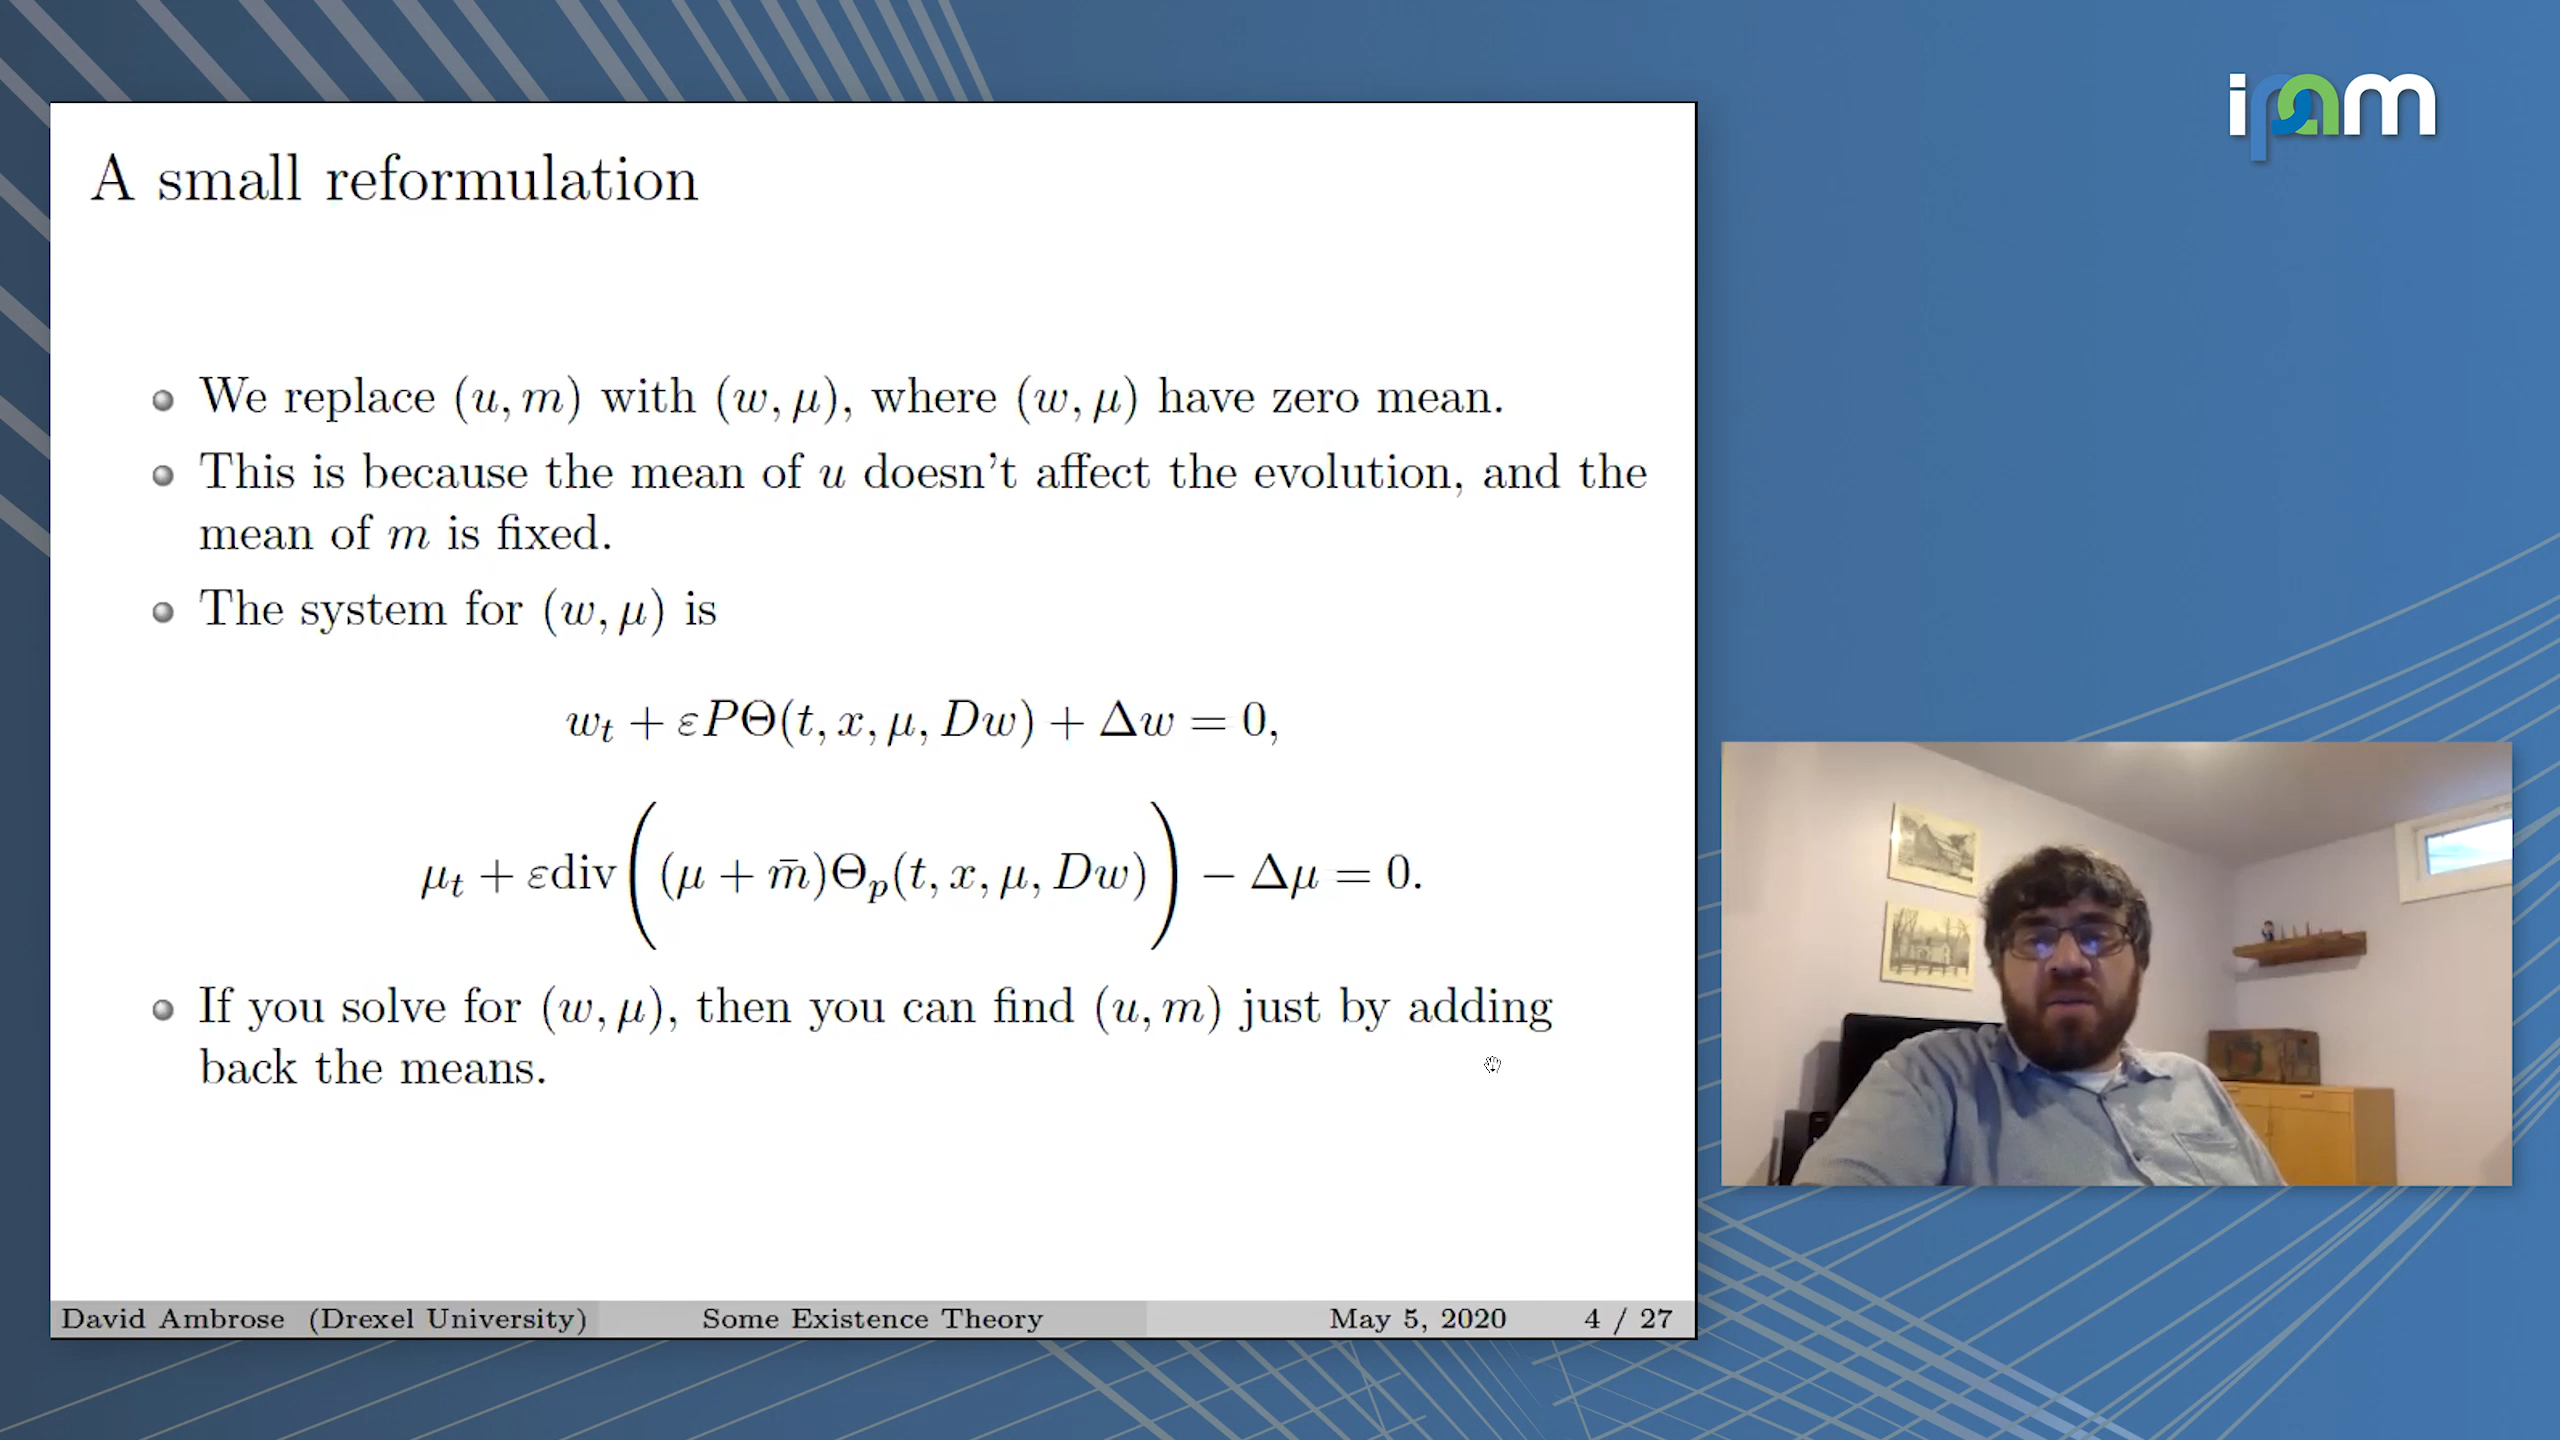 ipam
A small reformulation
We replace (u, m) with (w, μ), where (w, μ) have zero mean.
This is because the mean of u doesn't affect the evolution, and the
mean of m is fixed.
The system for (w, μ) is
w_t + εPΘ(t, x, μ, Dw) + Δw = 0,
μ_t + εdiv((μ + m̄)Θ_p(t, x, μ, Dw)) − Δμ = 0.
If you solve for (w, μ), then you can find (u, m) just by adding
back the means.
David Ambrose (Drexel University) Some Existence Theory May 5, 2020 4 / 27